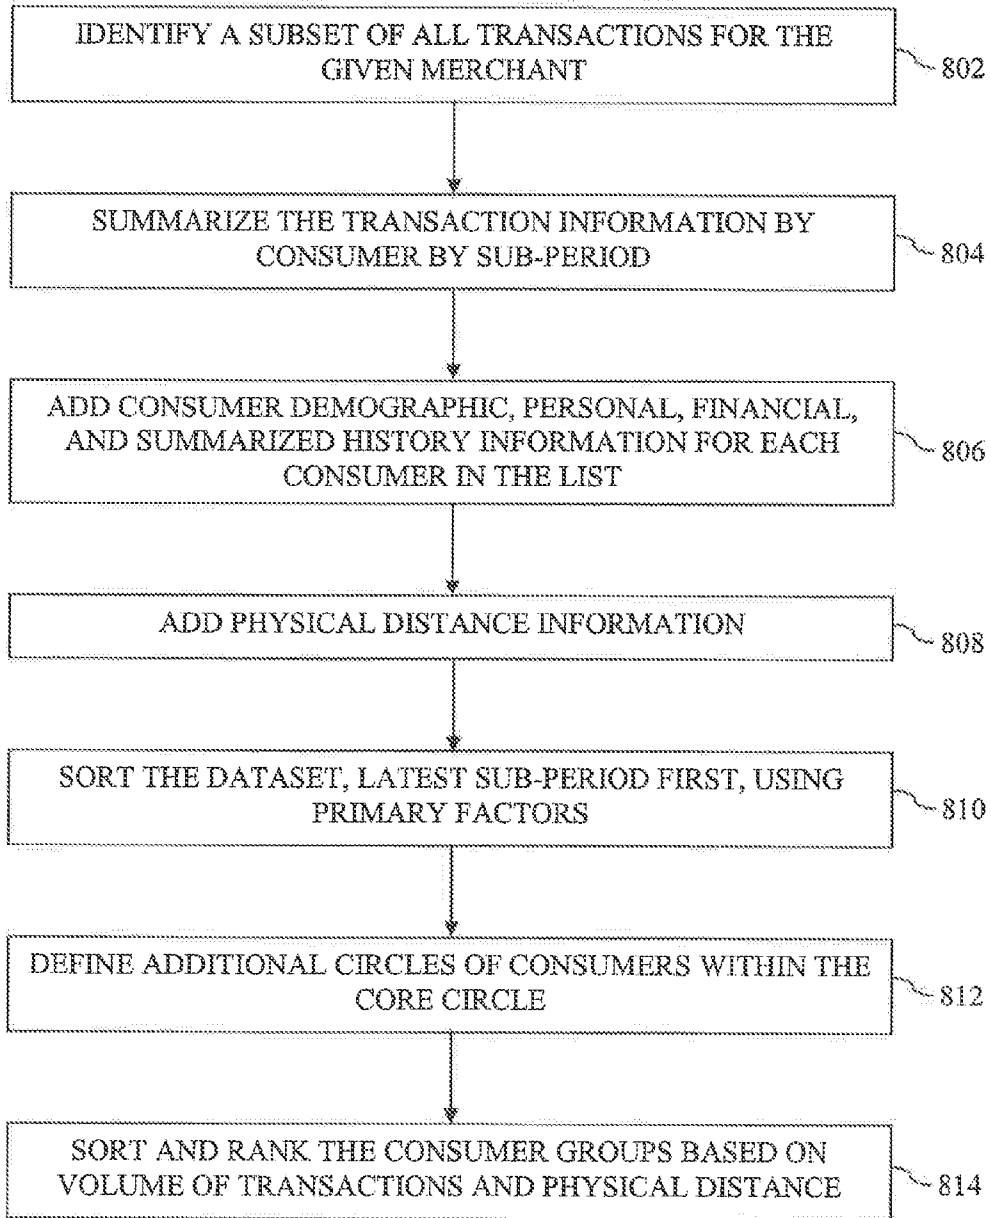 IDENTIFY A SUBSET OF ALL TRANSACTIONS FOR THE
GIVEN MERCHANT
802
SUMMARIZE THE TRANSACTION INFORMATION BY
CONSUMER BY SUB-PERIOD
804
ADD CONSUMER DEMOGRAPHIC, PERSONAL, FINANCIAL,
AND SUMMARIZED HISTORY INFORMATION FOR EACH
CONSUMER IN THE LIST
806
ADD PHYSICAL DISTANCE INFORMATION
808
SORT THE DATASET, LATEST SUB-PERIOD FIRST, USING
PRIMARY FACTORS
810
DEFINE ADDITIONAL CIRCLES OF CONSUMERS WITHIN THE
CORE CIRCLE
812
SORT AND RANK THE CONSUMER GROUPS BASED ON
VOLUME OF TRANSACTIONS AND PHYSICAL DISTANCE
814